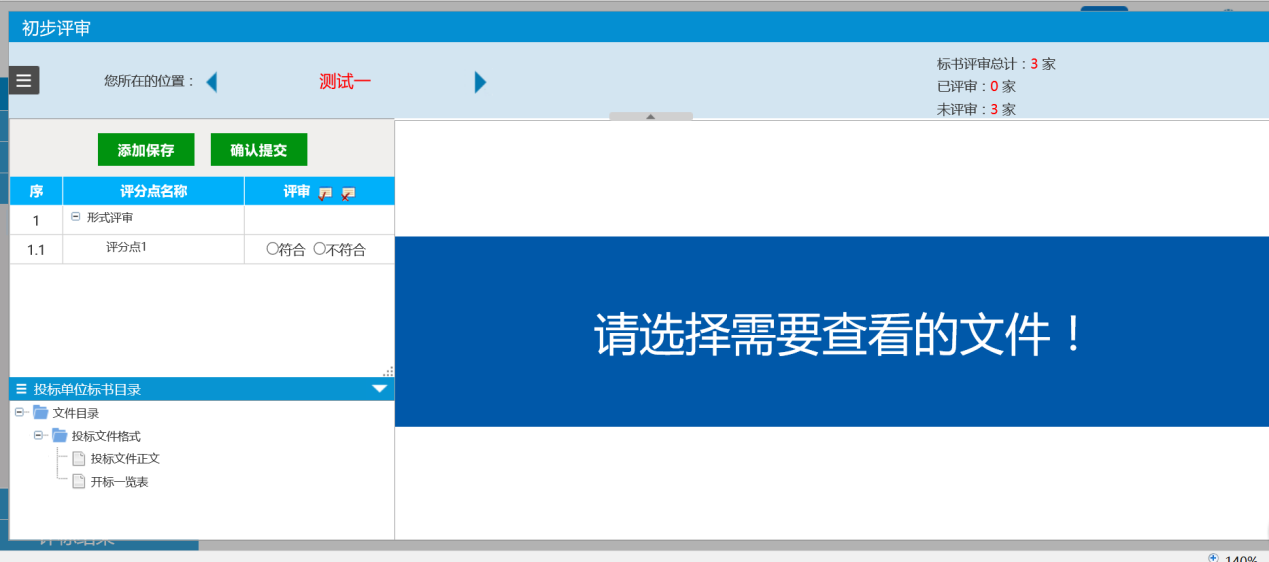 初步评审
您所在的位置：
测试一
标书评审总计：3 家
已评审：0 家
未评审：3 家
添加保存 确认提交
序 评分点名称 评审
1 形式评审
1.1 评分点1 符合 不符合
请选择需要查看的文件！
投标单位标书目录
文件目录
投标文件格式
投标文件正文
开标一览表
评标结果
140%